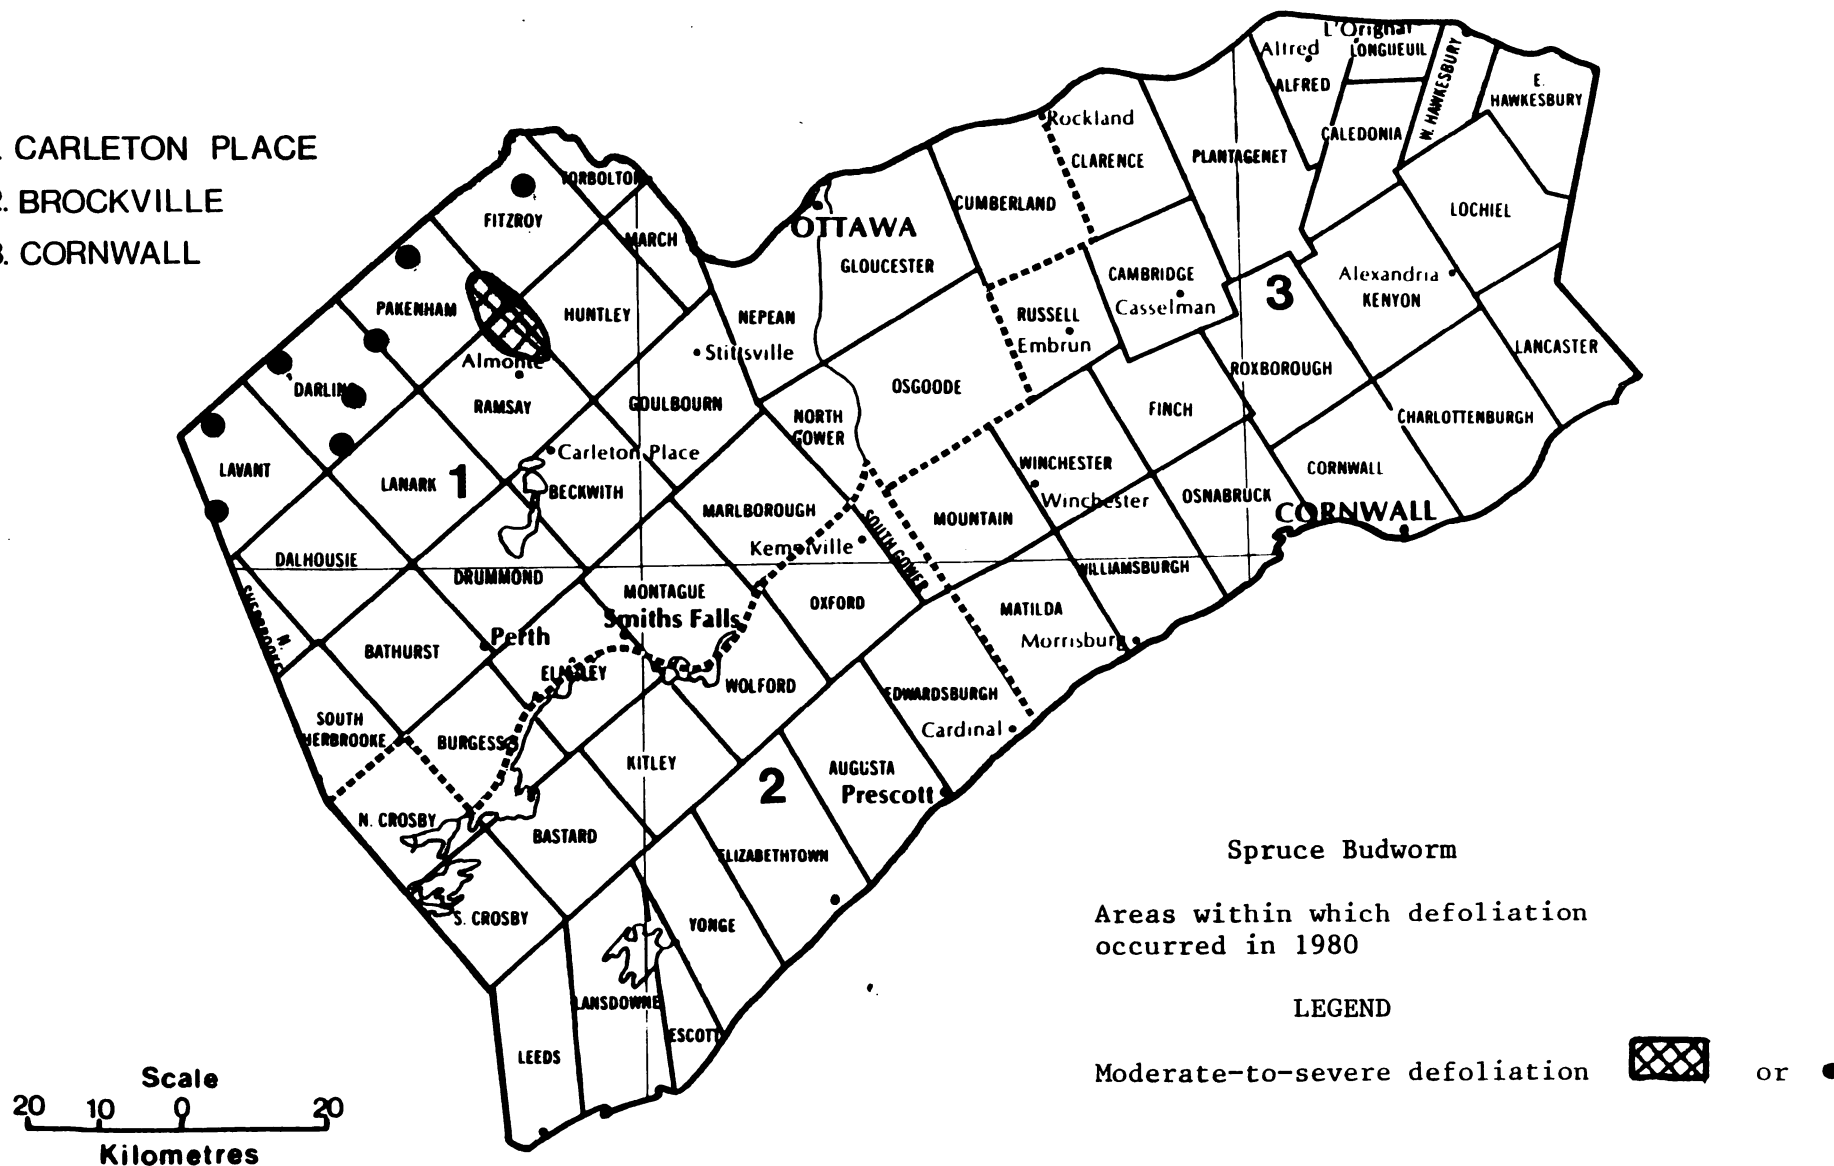 . CARLETON PLACE
2. BROCKVILLE
3. CORNWALL
L'Orignal
Alfred
LONGUEUIL
ALFRED
W. HAWKESBURY
E.
HAWKESBURY
Rockland
CLARENCE
PLANTAGENET
CALEDONIA
TORBOLTON
FITZROY
MARCH
CUMBERLAND
LOCHIEL
OTTAWA
GLOUCESTER
CAMBRIDGE
Casselman
3
Alexandria
KENYON
PAKENHAM
HUNTLEY
NEPEAN
Stittsville
RUSSELL
Embrun
LANCASTER
Almonte
DARLING
RAMSAY
GOULBOURN
NORTH
GOWER
OSGOODE
FINCH
ROXBOROUGH
CHARLOTTENBURGH
LAVANT
LANARK
1
Carleton Place
BECKWITH
MARLBOROUGH
Kemptville
SOUTH GOWER
MOUNTAIN
WINCHESTER
Winchester
OSNABRUCK
CORNWALL
CORNWALL
DALHOUSIE
DRUMMOND
MONTAGUE
Smiths Falls
OXFORD
MATILDA
Morrisburg
WILLIAMSBURGH
N.
SHERBROOKE
BATHURST
Perth
ELMSLEY
WOLFORD
EDWARDSBURGH
Cardinal
SOUTH
SHERBROOKE
BURGESS
KITLEY
2
AUGUSTA
Prescott
N. CROSBY
BASTARD
ELIZABETHTOWN
S. CROSBY
YONGE
LANSDOWNE
ESCOTT
LEEDS
Spruce Budworm
Areas within which defoliation
occurred in 1980
LEGEND
Moderate-to-severe defoliation or
Scale
20 10 0 20
Kilometres